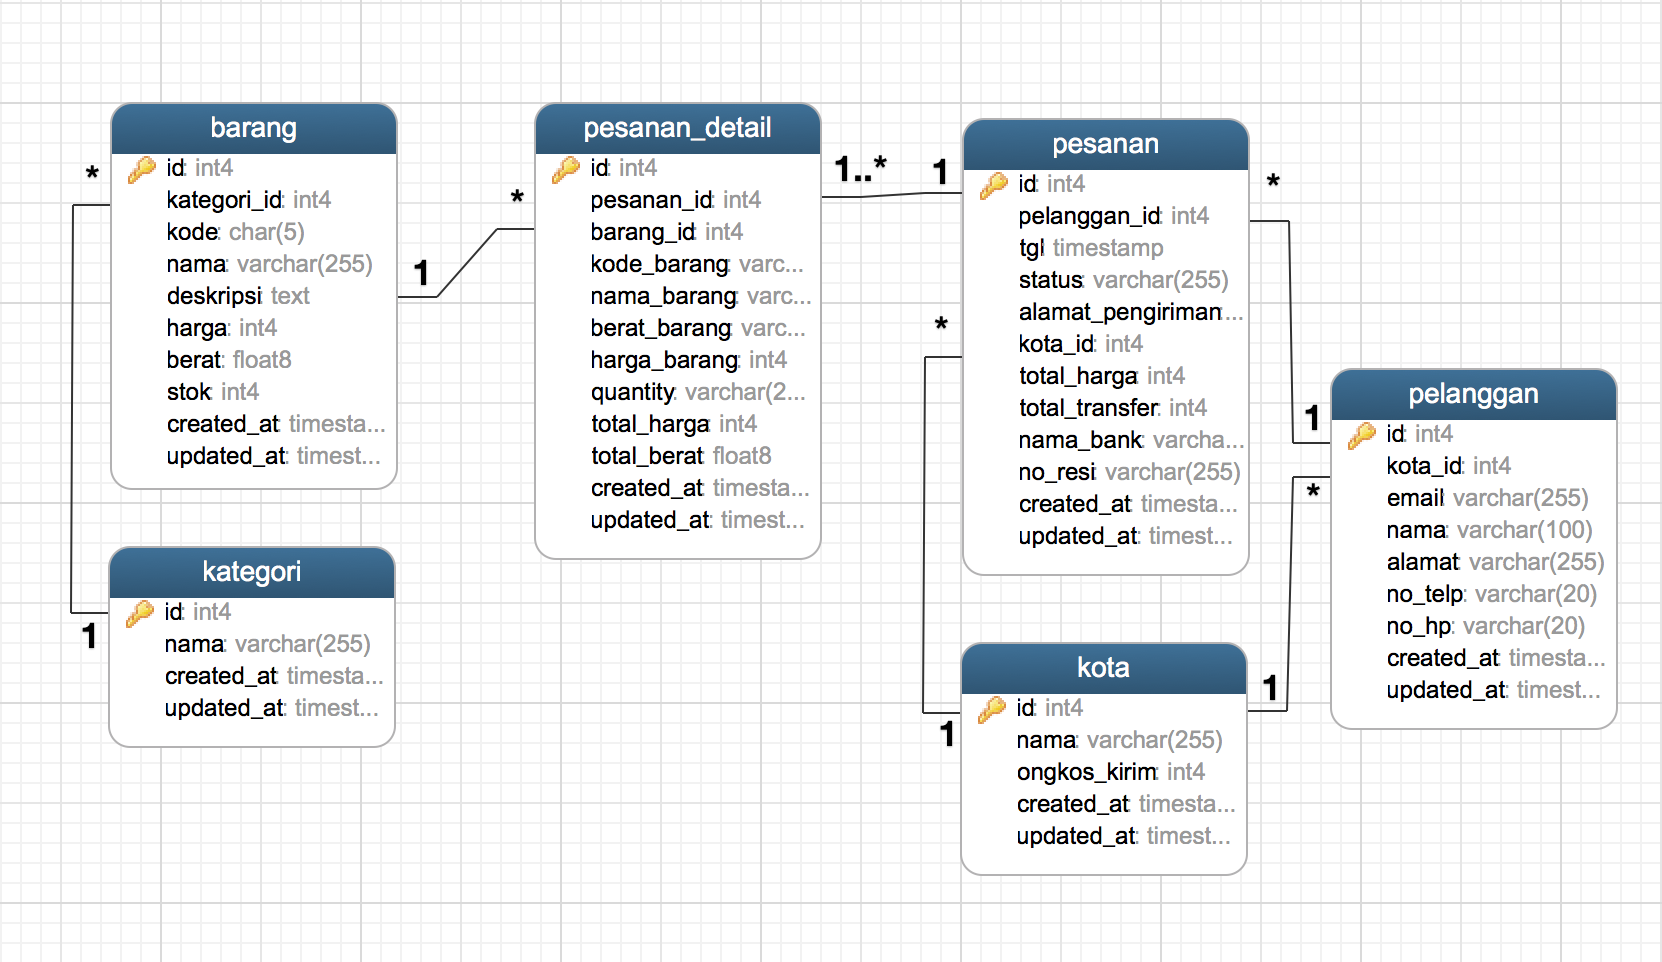 barang
id: int4
kategori_id: int4
kode: char(5)
nama: varchar(255)
deskripsi: text
harga: int4
berat: float8
stok: int4
created_at: timesta...
updated_at: timest...
*
1
kategori
id: int4
nama: varchar(255)
created_at: timesta...
updated_at: timest...
1
*
pesanan_detail
id: int4
pesanan_id: int4
barang_id: int4
kode_barang: varc...
nama_barang: varc...
berat_barang: varc...
harga_barang: int4
quantity: varchar(2...
total_harga: int4
total_berat: float8
created_at: timesta...
updated_at: timest...
1..*
1
pesanan
id: int4
pelanggan_id: int4
tgl: timestamp
status: varchar(255)
alamat_pengiriman:...
kota_id: int4
total_harga: int4
total_transfer: int4
nama_bank: varcha...
no_resi: varchar(255)
created_at: timesta...
updated_at: timest...
*
1
*
1
kota
id: int4
nama: varchar(255)
ongkos_kirim: int4
created_at: timesta...
updated_at: timest...
1
*
pelanggan
id: int4
kota_id: int4
email: varchar(255)
nama: varchar(100)
alamat: varchar(255)
no_telp: varchar(20)
no_hp: varchar(20)
created_at: timesta...
updated_at: timest...